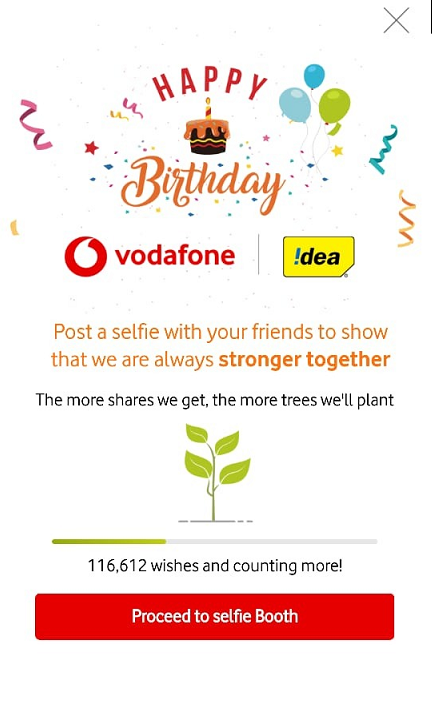 HAPPY
Birthday
vodafone
!dea
Post a selfie with your friends to show
that we are always stronger together
The more shares we get, the more trees we'll plant
116,612 wishes and counting more!
Proceed to selfie Booth